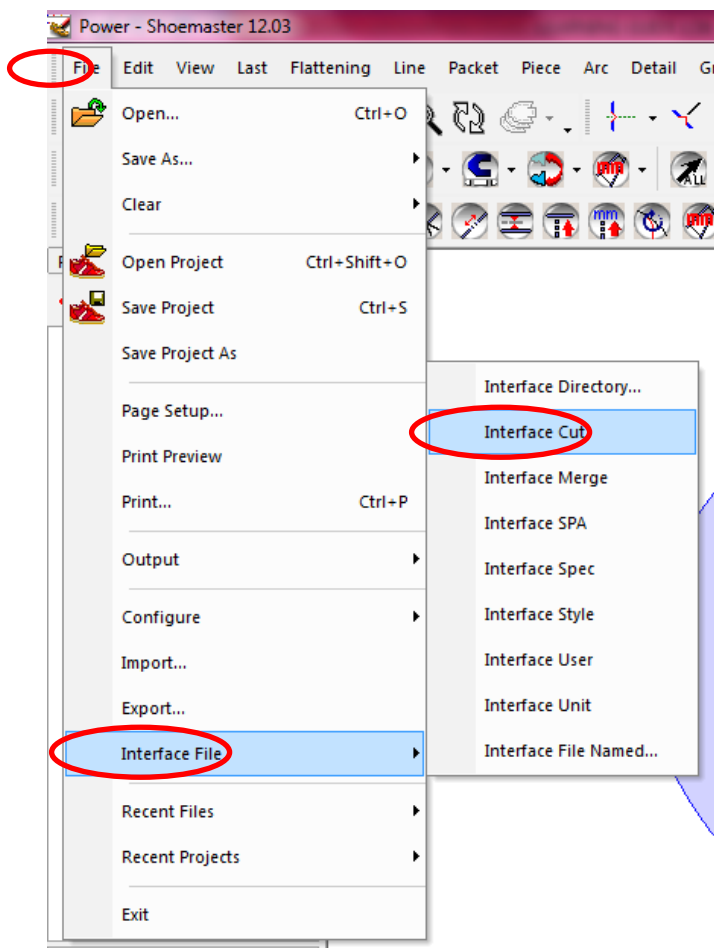 Power - Shoemaster 12.03
File Edit View Last Flattening Line Packet Piece Arc Detail
Open... Ctrl+O
Save As...
Clear
Open Project Ctrl+Shift+O
Save Project Ctrl+S
Save Project As
Page Setup...
Print Preview
Print... Ctrl+P
Output
Configure
Import...
Export...
Interface File
Recent Files
Recent Projects
Exit
Interface Directory...
Interface Cut
Interface Merge
Interface SPA
Interface Spec
Interface Style
Interface User
Interface Unit
Interface File Named...
ALL
mm